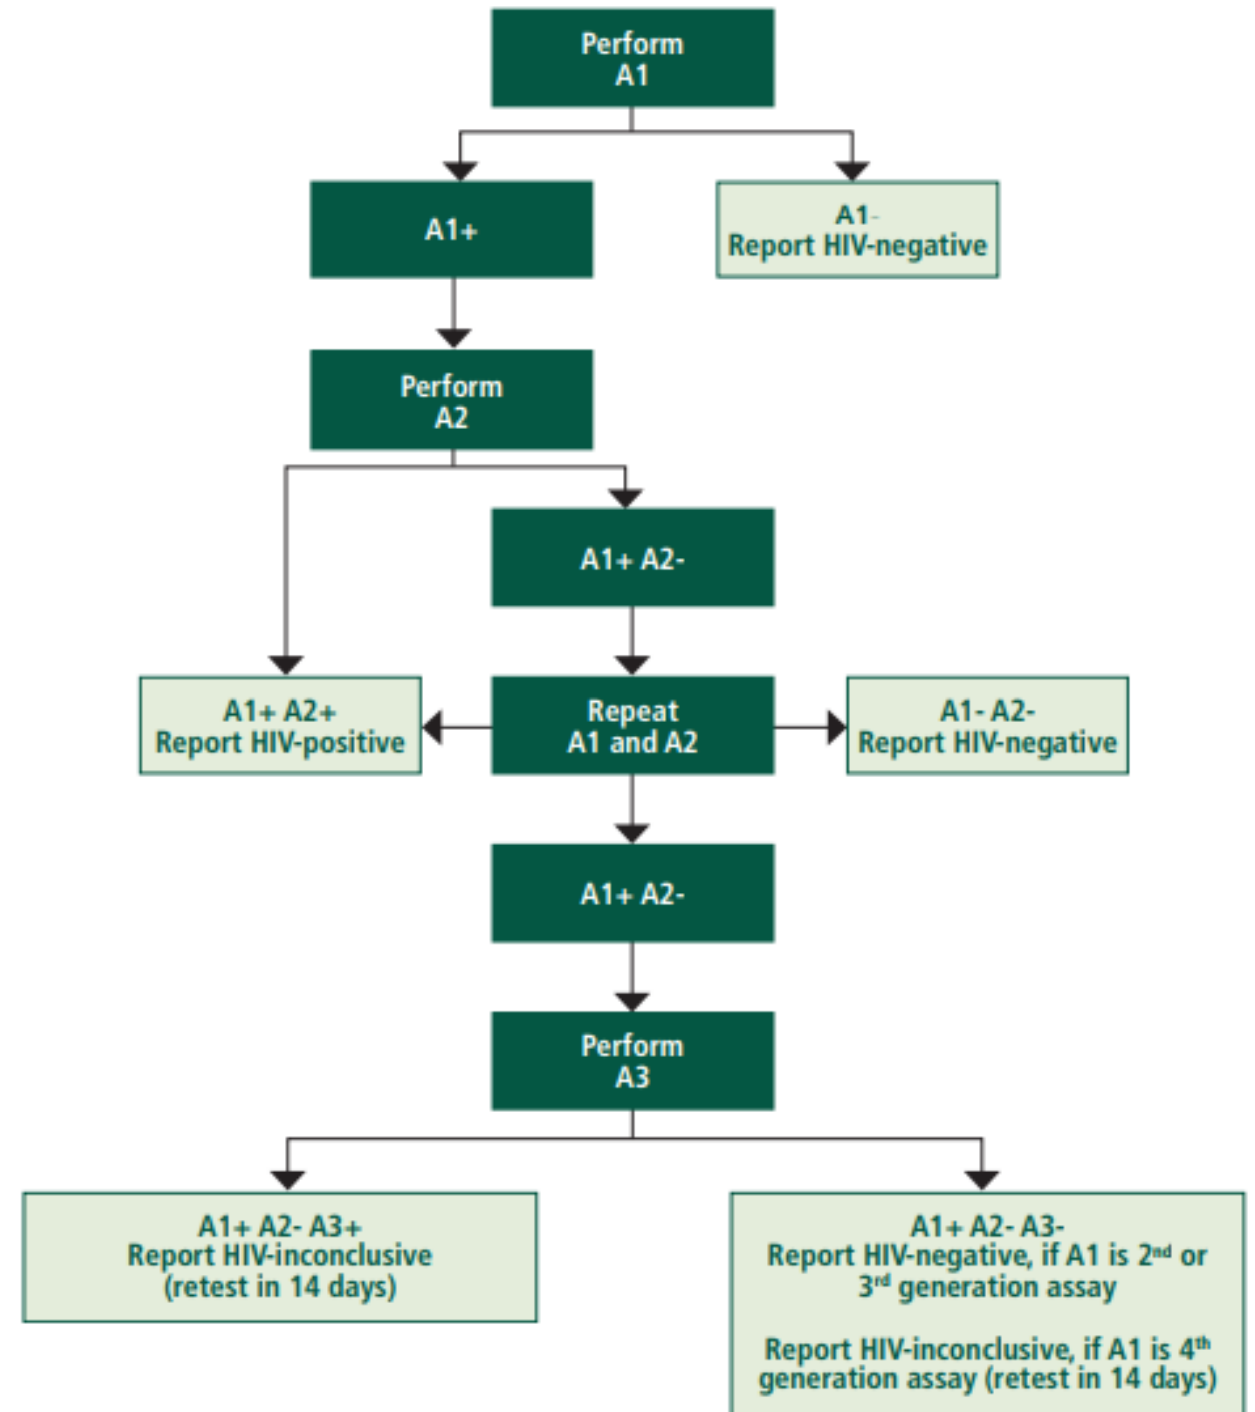 Perform
A1
A1+
A1-
Report HIV-negative
Perform
A2
A1+ A2-
A1+ A2+
Report HIV-positive
Repeat
A1 and A2
A1- A2-
Report HIV-negative
A1+ A2-
Perform
A3
A1+ A2- A3+
Report HIV-inconclusive
(retest in 14 days)
A1+ A2- A3-
Report HIV-negative, if A1 is 2nd or
3rd generation assay
Report HIV-inconclusive, if A1 is 4th
generation assay (retest in 14 days)